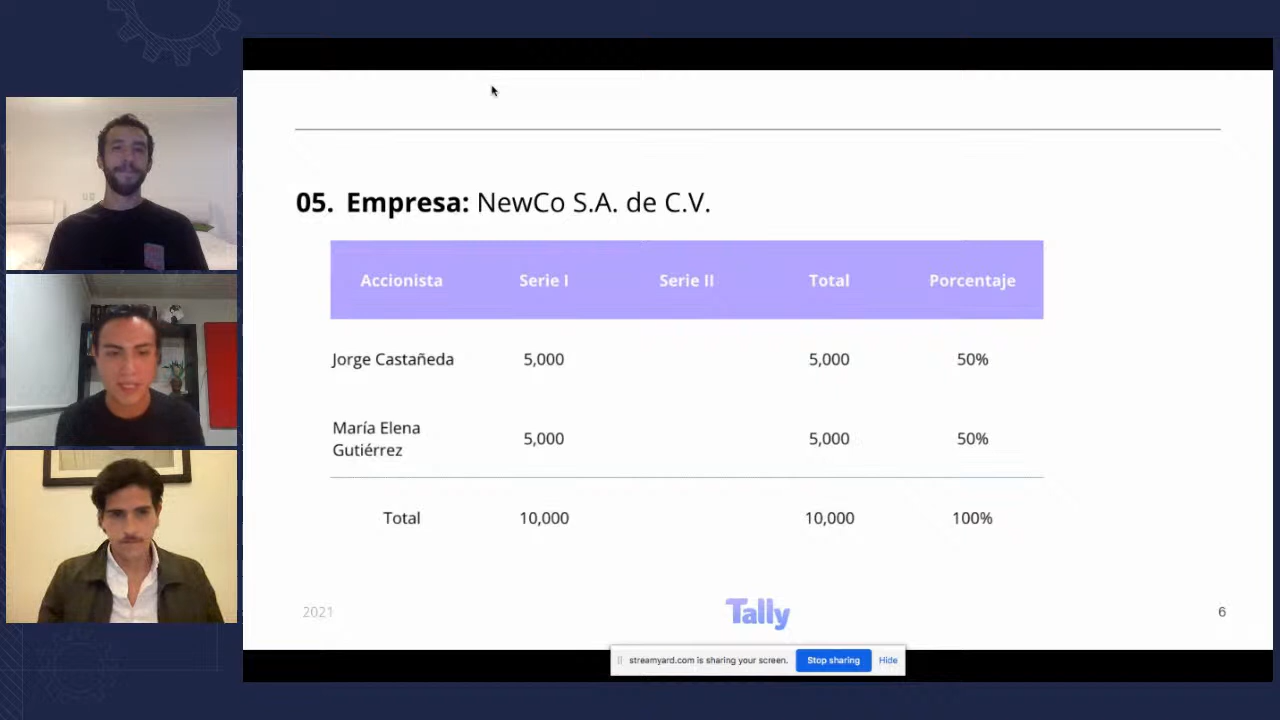 05. Empresa: NewCo S.A. de C.V.
Accionista Serie I Serie II Total Porcentaje
Jorge Castañeda 5,000 5,000 50%
María Elena
Gutiérrez 5,000 5,000 50%
Total 10,000 10,000 100%
2021 Tally 6
streamyard.com is sharing your screen. Stop sharing Hide